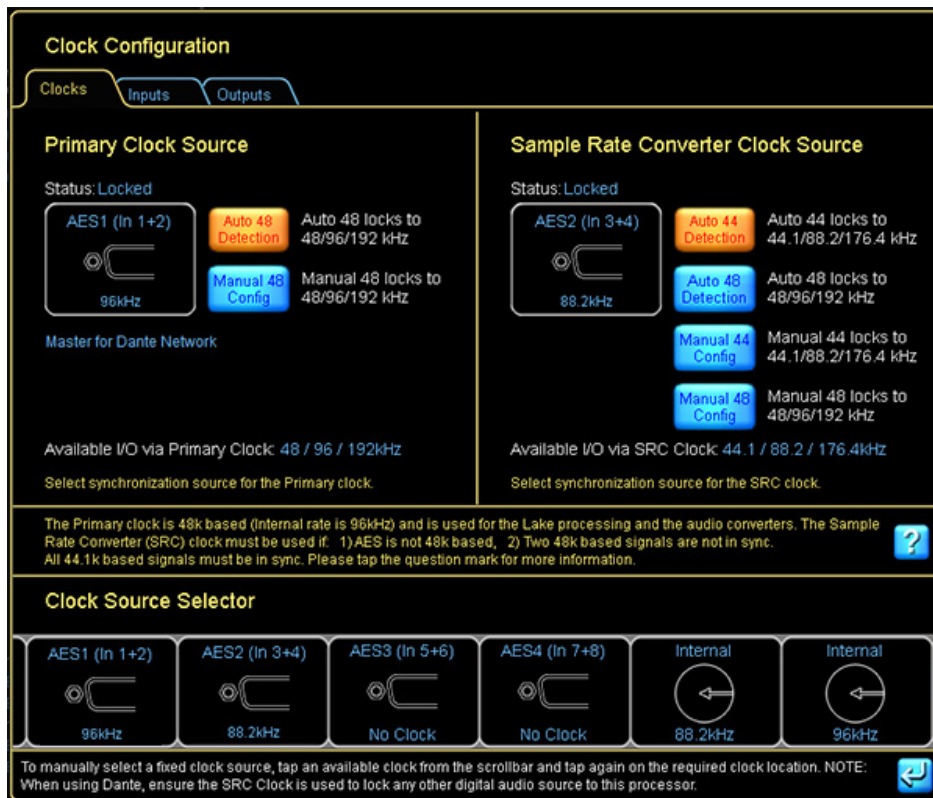 Clock Configuration
Clocks
Inputs
Outputs
Primary Clock Source
Status: Locked
AES1 (In 1+2)
96kHz
Auto 48
Detection
Auto 48 locks to
48/96/192 kHz
Manual 48
Config
Manual 48 locks to
48/96/192 kHz
Master for Dante Network
Available I/O via Primary Clock: 48 / 96 / 192kHz
Select synchronization source for the Primary clock.
Sample Rate Converter Clock Source
Status: Locked
AES2 (In 3+4)
88.2kHz
Auto 44
Detection
Auto 44 locks to
44.1/88.2/176.4 kHz
Auto 48
Detection
Auto 48 locks to
48/96/192 kHz
Manual 44
Config
Manual 44 locks to
44.1/88.2/176.4 kHz
Manual 48
Config
Manual 48 locks to
48/96/192 kHz
Available I/O via SRC Clock: 44.1 / 88.2 / 176.4kHz
Select synchronization source for the SRC clock.
The Primary clock is 48k based (Internal rate is 96kHz) and is used for the Lake processing and the audio converters. The Sample
Rate Converter (SRC) clock must be used if: 1) AES is not 48k based, 2) Two 48k based signals are not in sync.
All 44.1k based signals must be in sync. Please tap the question mark for more information.
?
Clock Source Selector
AES1 (In 1+2)
96kHz
AES2 (In 3+4)
88.2kHz
AES3 (In 5+6)
No Clock
AES4 (In 7+8)
No Clock
Internal
88.2kHz
Internal
96kHz
To manually select a fixed clock source, tap an available clock from the scrollbar and tap again on the required clock location. NOTE:
When using Dante, ensure the SRC Clock is used to lock any other digital audio source to this processor.